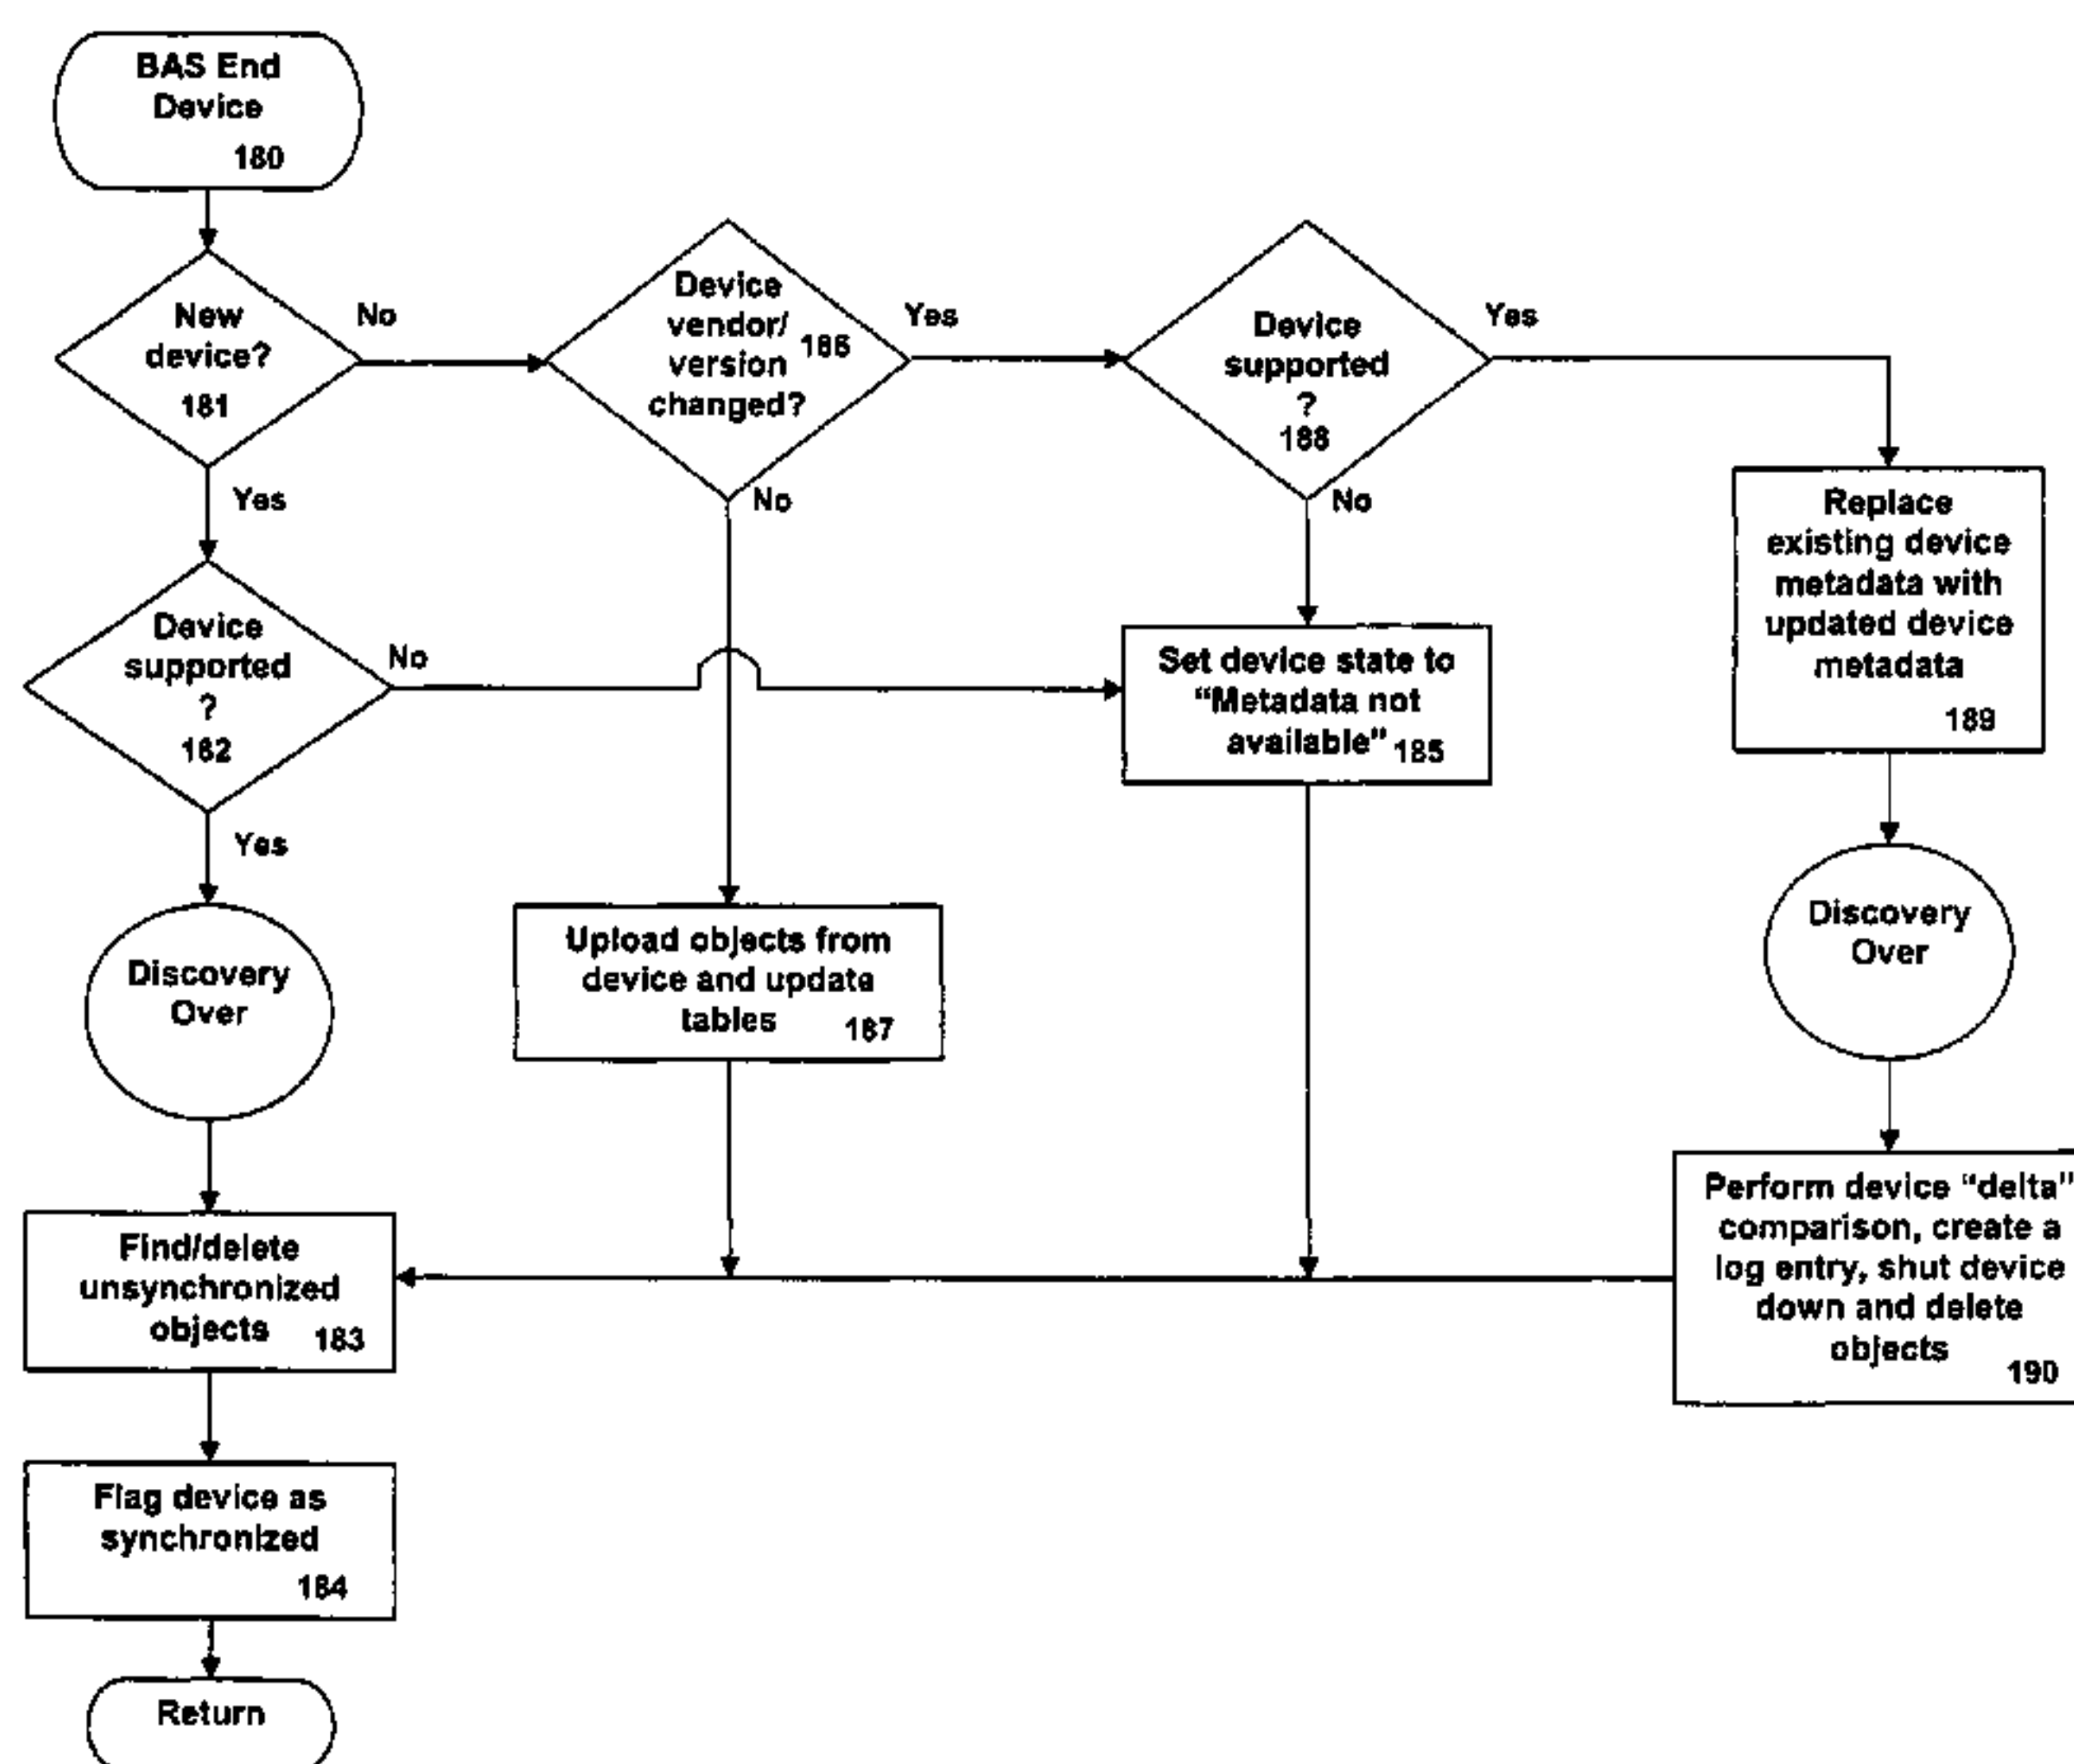 BAS End
Device
180
New
device?
181
No
Device
vendor/
version
changed?
186
Yes
Device
supported
?
188
Yes
Yes
No
No
Replace
existing device
metadata with
updated device
metadata
189
Device
supported
?
182
No
Set device state to
“Metadata not
available”
185
Yes
Discovery
Over
Upload objects from
device and update
tables
187
Discovery
Over
Find/delete
unsynchronized
objects
183
Perform device “delta”
comparison, create a
log entry, shut device
down and delete
objects
190
Flag device as
synchronized
184
Return